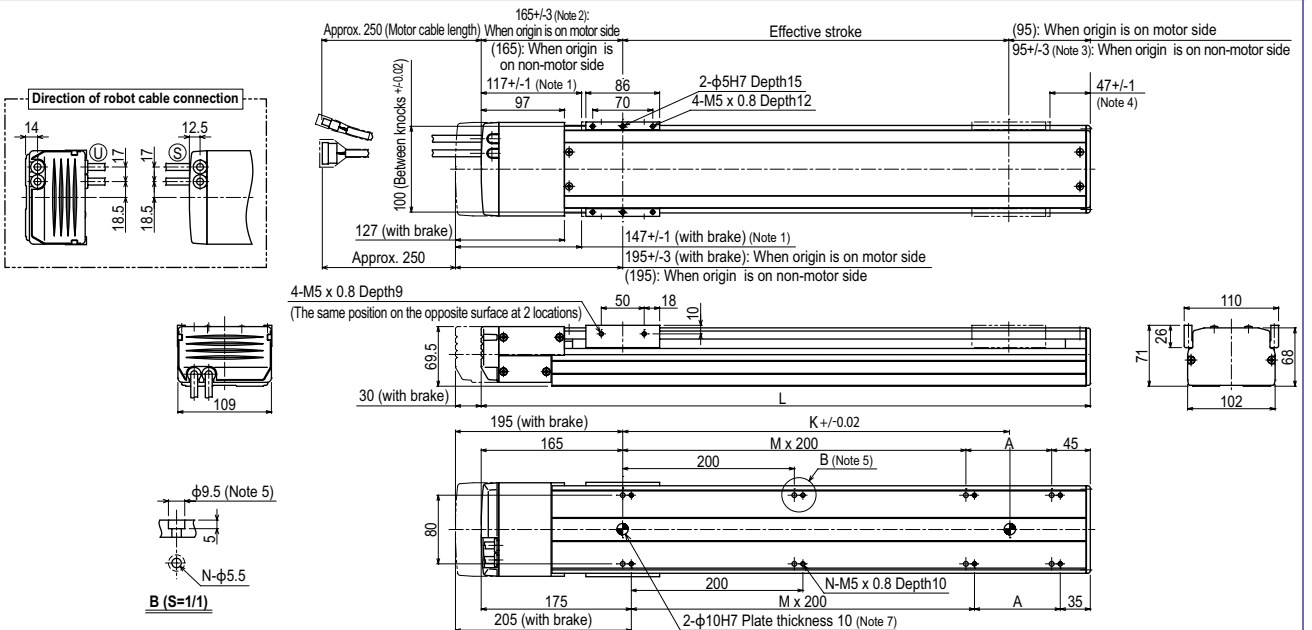 165+/-3 (Note 2):
Approx. 250 (Motor cable length)
When origin is on motor side
Effective stroke
(95): When origin is on non-motor side
(165): When origin is
on non-motor side
95+/-3 (Note 3): When origin is on non-motor side
117+/-1 (Note 1)
86
2-φ5H7 Depth15
47+/-1
(Note 4)
97
70
4-M5 x 0.8 Depth12
Direction of robot cable connection
14
12.5
U
S
17
17
18.5
18.5
100 (Between knocks +/-0.02)
127 (with brake)
147+/-1 (with brake) (Note 1)
Approx. 250
195+/-3 (with brake): When origin is on motor side
(195): When origin is on non-motor side
4-M5 x 0.8 Depth9
(The same position on the opposite surface at 2 locations)
50
18
10
110
69.5
71
26
68
109
102
30 (with brake)
L
195 (with brake)
K+/-0.02
165
M x 200
A
45
200
B (Note 5)
φ9.5 (Note 5)
5
80
N-φ5.5
B (S=1/1)
200
N-M5 x 0.8 Depth10
175
M x 200
A
35
205 (with brake)
2-φ10H7 Plate thickness 10 (Note 7)